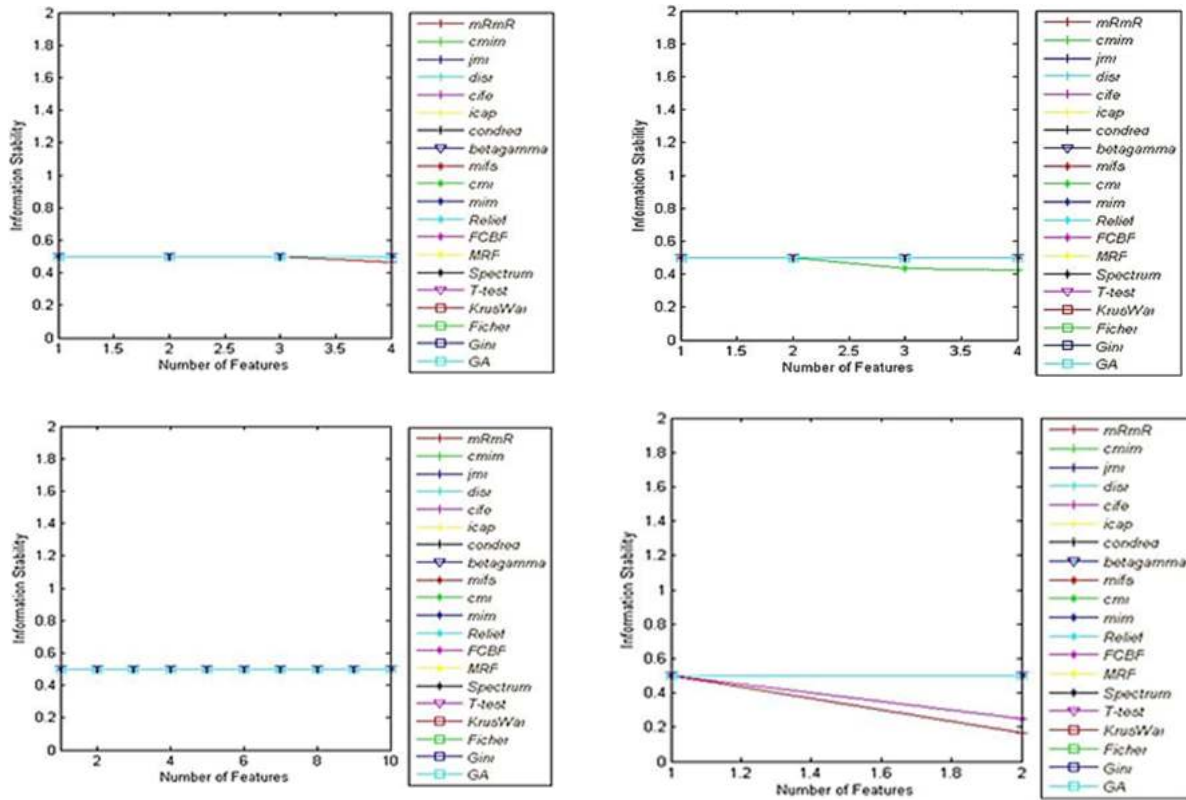 2
1.8
1.6
1.4
1.2
1
0.8
0.6
0.4
0.2
0
Information Stability
1 1.5 2 2.5 3 3.5 4
Number of Features
mRmR
cmim
jmi
disr
cife
icap
condred
betagamma
mifs
cmi
mim
Relief
FCBF
MRF
Spectrum
T-test
KrusWal
Ficher
Gini
GA
2
1.8
1.6
1.4
1.2
1
0.8
0.6
0.4
0.2
0
Information Stability
1 1.5 2 2.5 3 3.5 4
Number of Features
mRmR
cmim
jmi
disr
cife
icap
condred
betagamma
mifs
cmi
mim
Relief
FCBF
MRF
Spectrum
T-test
KrusWal
Ficher
Gini
GA
2
1.8
1.6
1.4
1.2
1
0.8
0.6
0.4
0.2
0
Information Stability
2 4 6 8 10
Number of Features
mRmR
cmim
jmi
disr
cife
icap
condred
betagamma
mifs
cmi
mim
Relief
FCBF
MRF
Spectrum
T-test
KrusWal
Ficher
Gini
GA
2
1.8
1.6
1.4
1.2
1
0.8
0.6
0.4
0.2
0
Information Stability
1 1.2 1.4 1.6 1.8 2
Number of Features
mRmR
cmim
jmi
disr
cife
icap
condred
betagamma
mifs
cmi
mim
Relief
FCBF
MRF
Spectrum
T-test
KrusWal
Ficher
Gini
GA